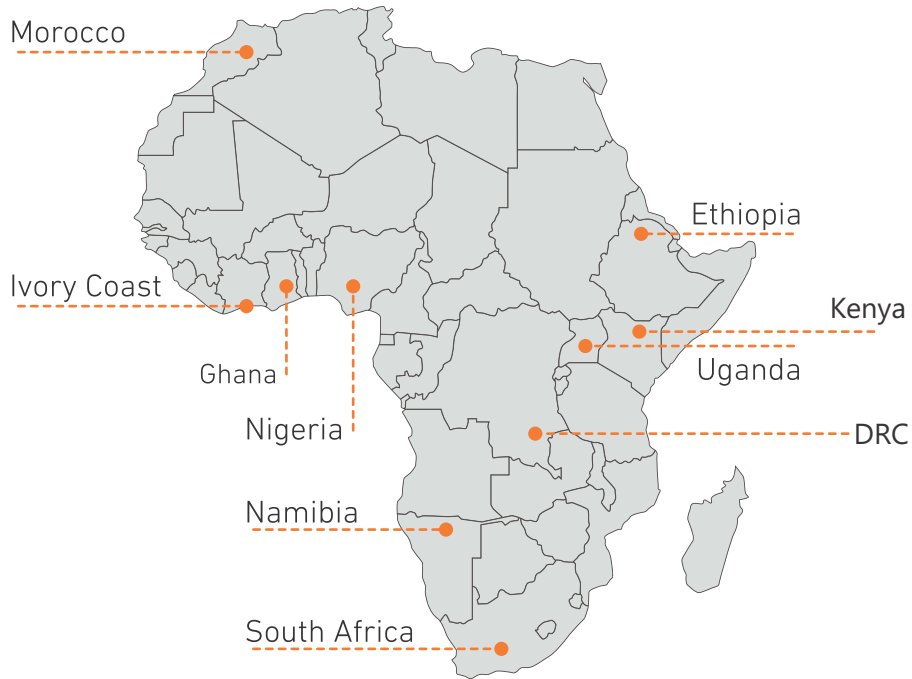 Morocco
Ethiopia
Ivory Coast
Kenya
Ghana
Uganda
Nigeria
DRC
Namibia
South Africa